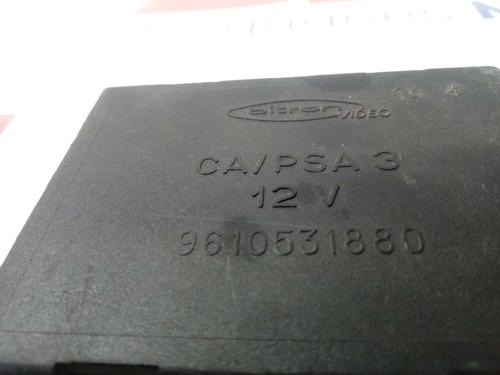 bitron
VIDEO
CA/PSA 3
12 V
9610531880